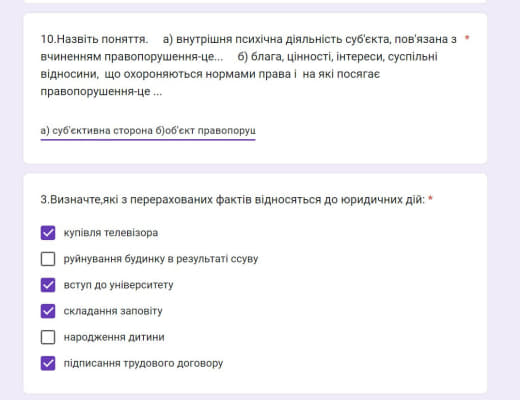 10.Назвіть поняття. а) внутрішня психічна діяльність суб'єкта, пов'язана з *
вчиненням правопорушення-це... б) блага, цінності, інтереси, суспільні
відносини, що охороняються нормами права і на які посягає
правопорушення-це ...
а) суб'єктивна сторона б)об'єкт правопоруц
3.Визначте,які з перерахованих фактів відносяться до юридичних дій: *
купівля телевізора
руйнування будинку в результаті ссуву
вступ до університету
складання заповіту
народження дитини
підписання трудового договору